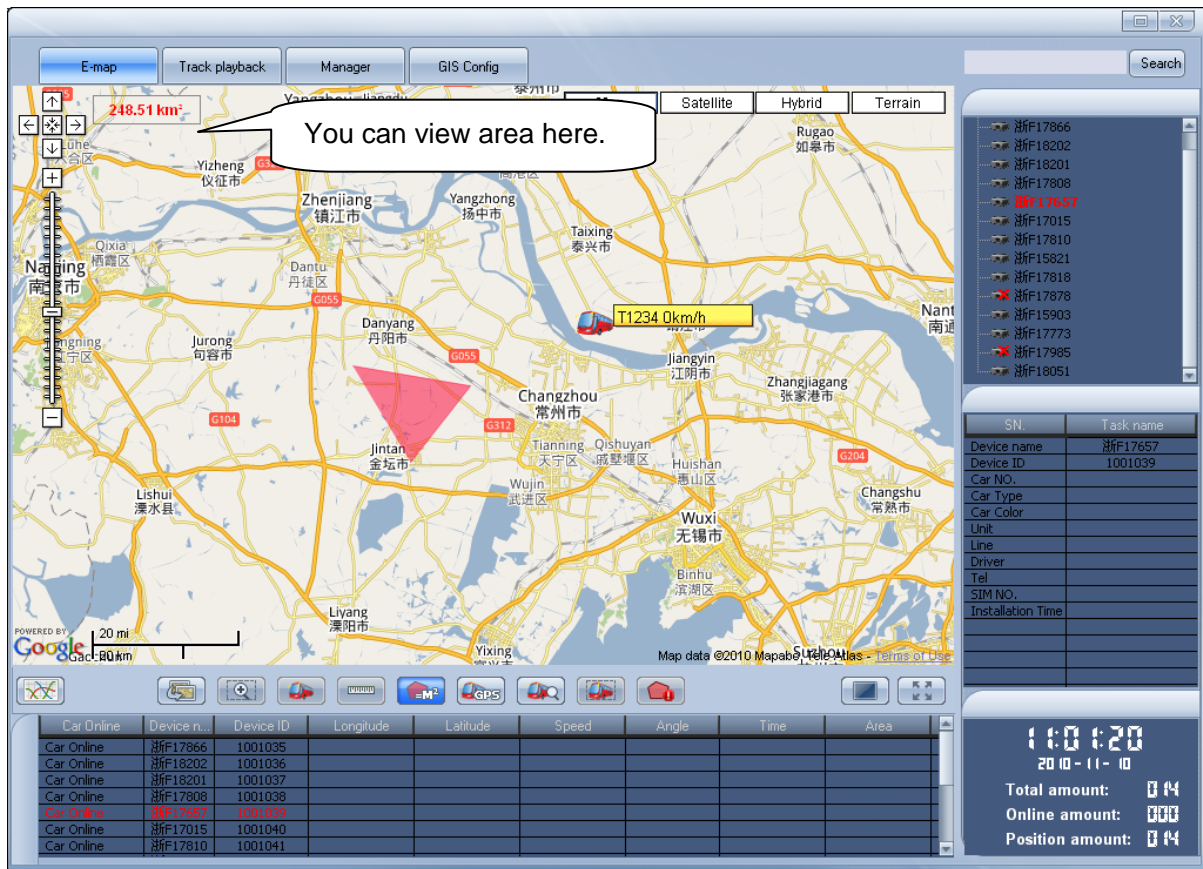 E-map
Track playback
Manager
GIS Config
Search
248.51 km²
You can view area here.
Satellite
Hybrid
Terrain
Rugao
如皋市
Yizheng
仪征市
Zhenjiang
镇江市
Yangzhong
扬中市
Taixing
泰兴市
Qixia
栖霞区
Dantu
丹徒区
G055
T1234 0km/h
Danyang
丹阳市
Jurong
句容市
G055
Jiangyin
江阴市
Zhangjiagang
张家港市
Changzhou
常州市
G104
G312
Jintan
金坛市
Tianning
天宁区
Qishuyan
戚墅堰区
Huishan
惠山区
G204
Wujin
武进区
Changshu
常熟市
Lishui
溧水县
Wuxi
无锡市
Binhu
滨湖区
Liyang
溧阳市
Yixing
POWERED BY
Google
20 mi
20 km
Map data ©2010 Mapabc, Tele Atlas - Terms of Use
浙F17866
浙F18202
浙F18201
浙F17808
浙F17657
浙F17015
浙F17810
浙F15821
浙F17818
浙F17878
浙F15903
浙F17773
浙F17985
浙F18051
SN. Task name
Device name 浙F17657
Device ID 1001039
Car NO.
Car Type
Car Color
Unit
Line
Driver
Tel
SIM NO.
Installation Time
=M²
GPS
Car Online Device n... Device ID Longitude Latitude Speed Angle Time Area
Car Online 浙F17866 1001035
Car Online 浙F18202 1001036
Car Online 浙F18201 1001037
Car Online 浙F17808 1001038
Car Online 浙F17657 1001039
Car Online 浙F17015 1001040
Car Online 浙F17810 1001041
11:01:20
2010-11-10
Total amount: 014
Online amount: 000
Position amount: 014